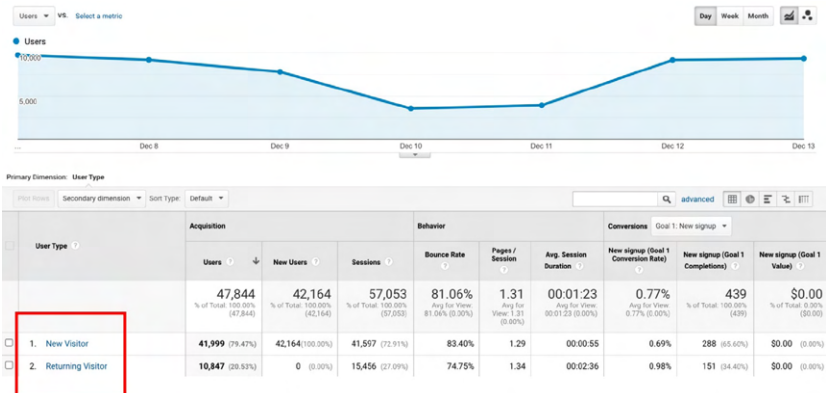 Users VS. Select a metric
Day Week Month
Users
10,000
5,000
... Dec 8 Dec 9 Dec 10 Dec 11 Dec 12 Dec 13
Primary Dimension: User Type
Plot Rows Secondary dimension Sort Type: Default advanced
Acquisition Behavior Conversions Goal 1: New signup
User Type ? Users ? New Users ? Sessions ? Bounce Rate ? Pages / Session ? Avg. Session Duration ? New signup (Goal 1 Conversion Rate) ? New signup (Goal 1 Completions) ? New signup (Goal 1 Value) ?
47,844 42,164 57,053 81.06% 1.31 00:01:23 0.77% 439 $0.00
% of Total: 100.00% (47,844) % of Total: 100.00% (42,164) % of Total: 100.00% (57,053) Avg for View: 81.06% (0.00%) Avg for View: 1.31 (0.00%) Avg for View: 00:01:23 (0.00%) Avg for View: 0.77% (0.00%) % of Total: 100.00% (439) % of Total: 0.00% ($0.00)
1. New Visitor 41,999 (79.47%) 42,164(100.00%) 41,597 (72.91%) 83.40% 1.29 00:00:55 0.69% 288 (65.60%) $0.00 (0.00%)
2. Returning Visitor 10,847 (20.53%) 0 (0.00%) 15,456 (27.09%) 74.75% 1.34 00:02:36 0.98% 151 (34.40%) $0.00 (0.00%)